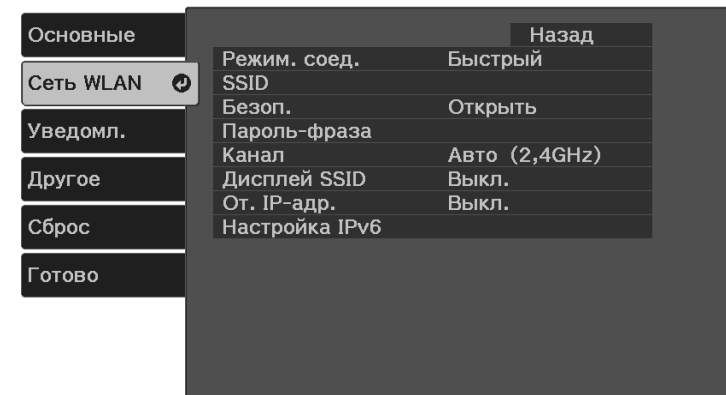 Основные
Сеть WLAN
Уведомл.
Другое
Сброс
Готово
Назад
Режим. соед. Быстрый
SSID
Безоп. Открыть
Пароль-фраза
Канал Авто (2,4GHz)
Дисплей SSID Выкл.
От. IP-адр. Выкл.
Настройка IPv6